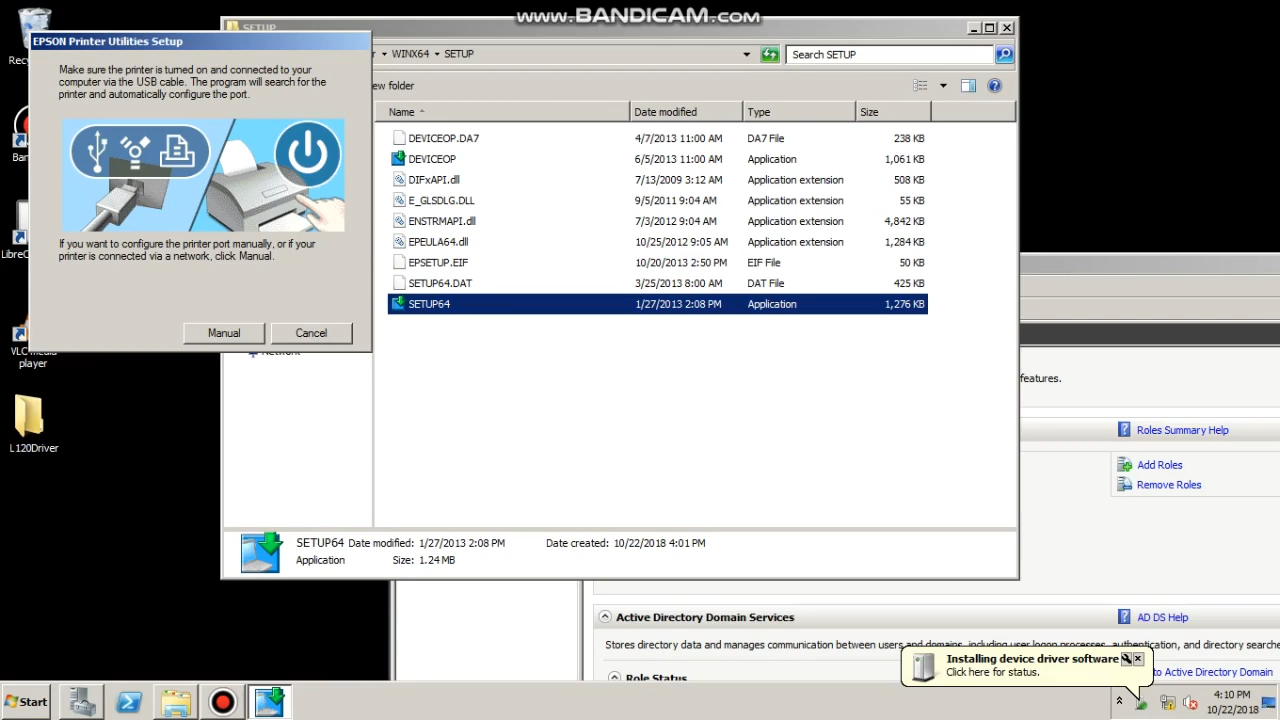 www.BANDICAM.com
SETUP
EPSON Printer Utilities Setup
WINX64 SETUP
Search SETUP
Make sure the printer is turned on and connected to your
computer via the USB cable. The program will search for the
printer and automatically configure the port.
ew folder
Name Date modified Type Size
DEVICEOP.DA7 4/7/2013 11:00 AM DA7 File 238 KB
DEVICEOP 6/5/2013 11:00 AM Application 1,061 KB
DIFxAPI.dll 7/13/2009 3:12 AM Application extension 508 KB
E_GLSDLG.DLL 9/5/2011 9:04 AM Application extension 55 KB
ENSTRMAPI.dll 7/3/2012 9:04 AM Application extension 4,842 KB
EPEULA64.dll 10/25/2012 9:05 AM Application extension 1,284 KB
EPSETUP.EIF 10/20/2013 2:50 PM EIF File 50 KB
SETUP64.DAT 3/25/2013 8:00 AM DAT File 425 KB
SETUP64 1/27/2013 2:08 PM Application 1,276 KB
If you want to configure the printer port manually, or if your
printer is connected via a network, click Manual.
Manual Cancel
Recy
Ban
LibreC
VLC media
player
L120Driver
features.
Roles Summary Help
Add Roles
Remove Roles
SETUP64 Date modified: 1/27/2013 2:08 PM Date created: 10/22/2018 4:01 PM
Application Size: 1.24 MB
Active Directory Domain Services
AD DS Help
Stores directory data and manages communication between users and domains, including user logon processes, authentication, and directory searche
Role Status
to Active Directory Domain
Installing device driver software
Click here for status.
Start
4:10 PM
10/22/2018